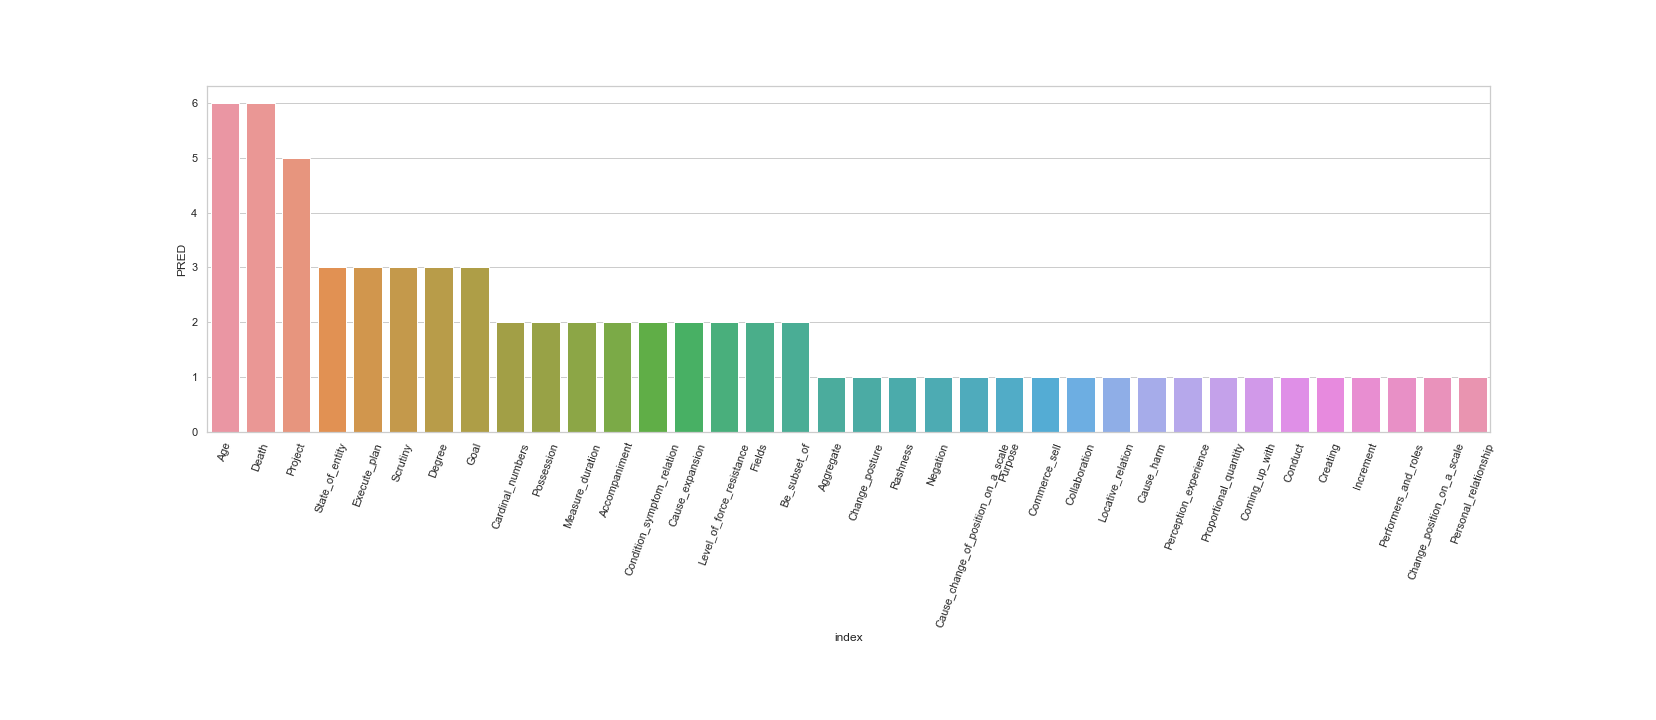 6
5
4
3
2
1
0
PRED
Age
Death
Project
State_of_entity
Execute_plan
Scrutiny
Degree
Goal
Cardinal_numbers
Possession
Measure_duration
Accompaniment
Condition_symptom_relation
Cause_expansion
Level_of_force_resistance
Fields
Be_subset_of
Aggregate
Change_posture
Rashness
Negation
Cause_change_of_position_on_a_scale
Purpose
Commerce_sell
Collaboration
Locative_relation
Cause_harm
Perception_experience
Proportional_quantity
Coming_up_with
Conduct
Creating
Increment
Performers_and_roles
Change_position_on_a_scale
Personal_relationship
index